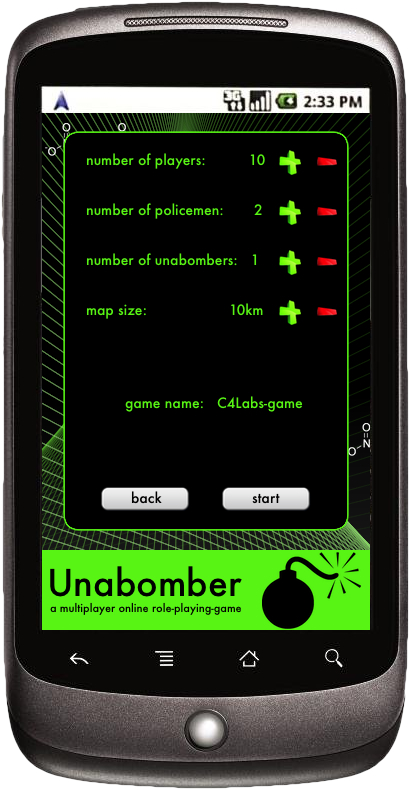 3G
2:33 PM
O O
O
number of players: 10
number of policemen: 2
number of unabombers: 1
map size: 10km
game name: C4Labs-game
O
N
O
back start
Unabomber
a multiplayer online role-playing-game